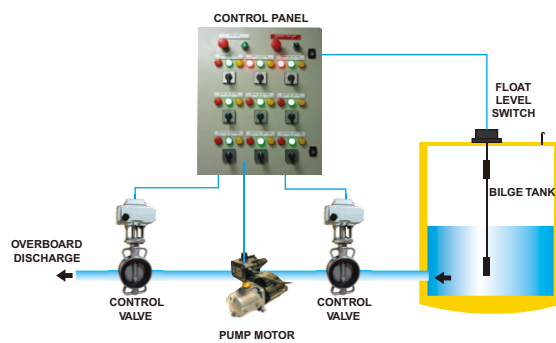 CONTROL PANEL
FLOAT
LEVEL
SWITCH
BILGE TANK
OVERBOARD
DISCHARGE
CONTROL
VALVE
CONTROL
VALVE
PUMP MOTOR